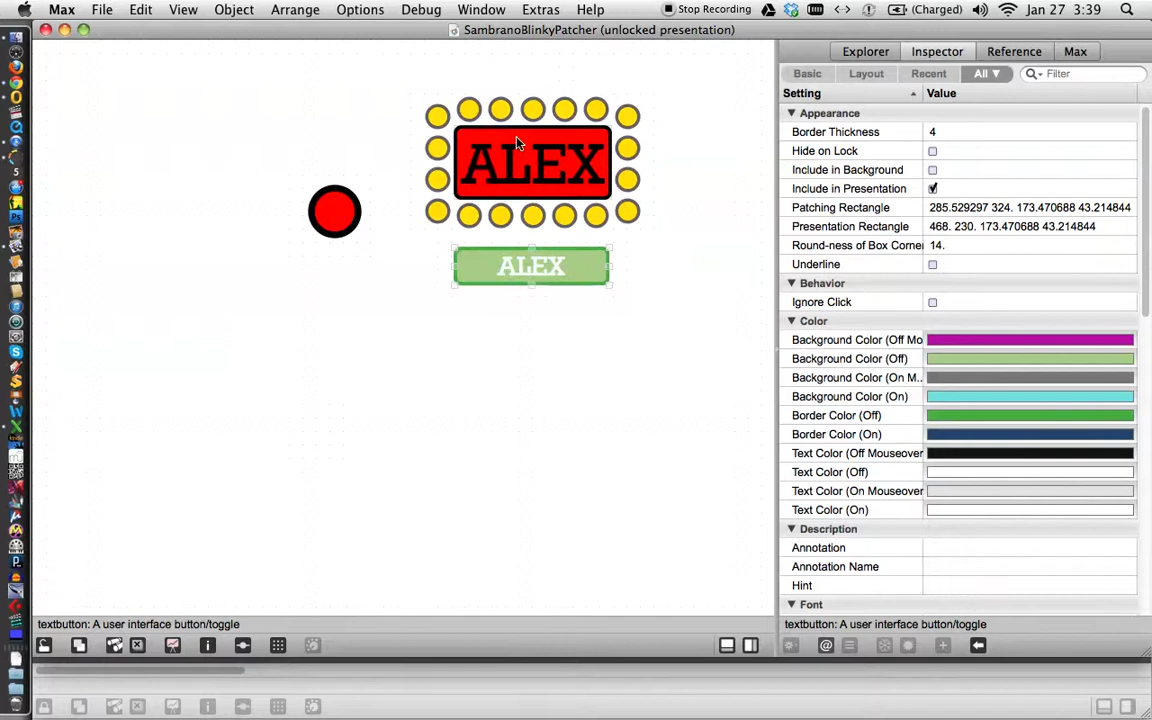 Max File Edit View Object Arrange Options Debug Window Extras Help Stop Recording (Charged) Jan 27 3:39
SambranoBlinkyPatcher (unlocked presentation)
ALEX
ALEX
Explorer Inspector Reference Max
Basic Layout Recent All ▼ Filter
Setting Value
Appearance
Border Thickness 4
Hide on Lock
Include in Background
Include in Presentation
Patching Rectangle 285.529297 324. 173.470688 43.214844
Presentation Rectangle 468. 230. 173.470688 43.214844
Round-ness of Box Corner 14.
Underline
Behavior
Ignore Click
Color
Background Color (Off Mo
Background Color (Off)
Background Color (On M...
Background Color (On)
Border Color (Off)
Border Color (On)
Text Color (Off Mouseover
Text Color (Off)
Text Color (On Mouseover
Text Color (On)
Description
Annotation
Annotation Name
Hint
Font
textbutton: A user interface button/toggle
textbutton: A user interface button/toggle